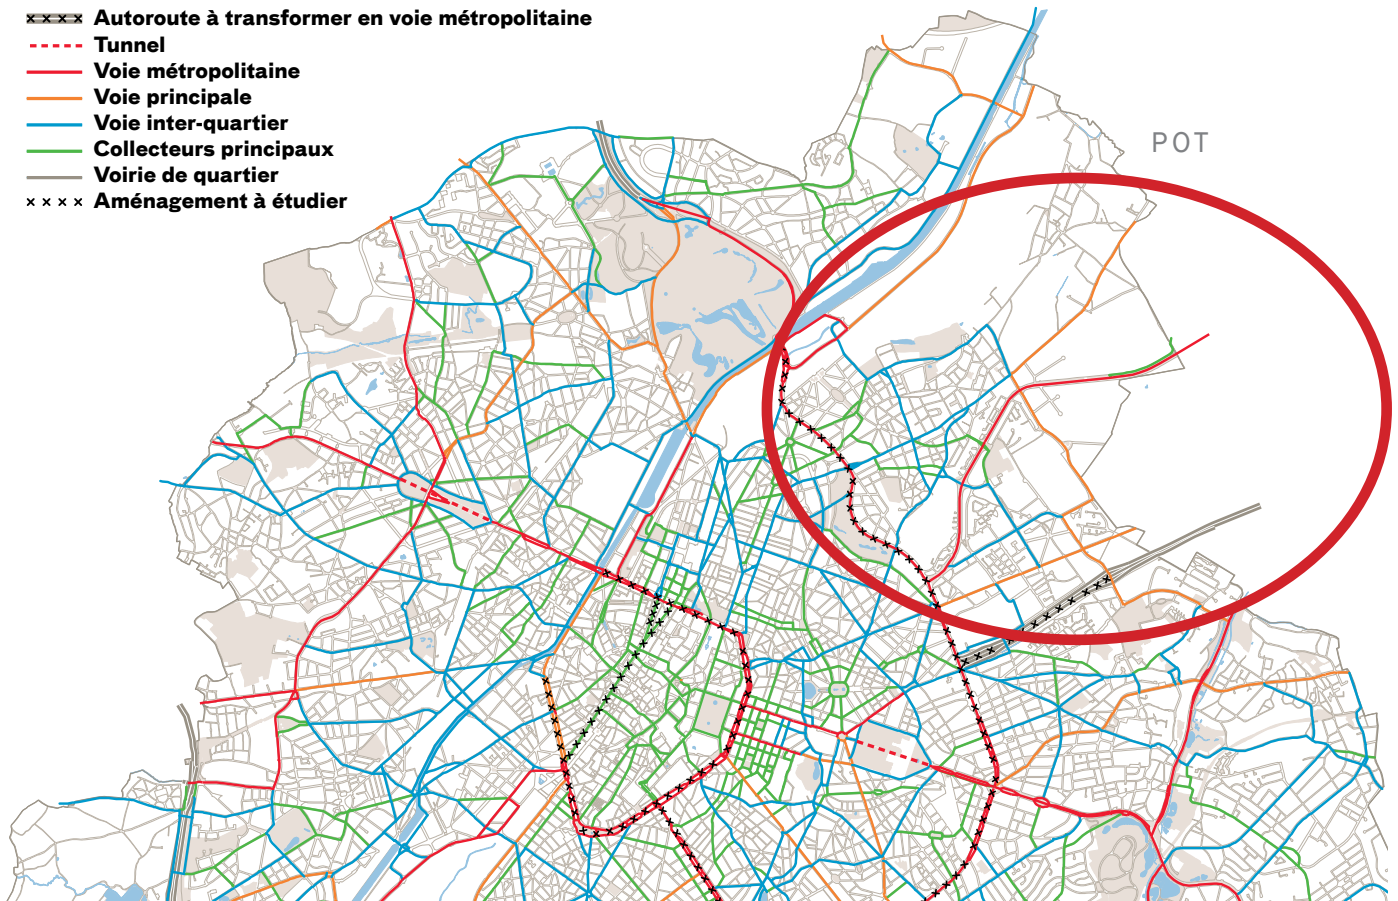 Autoroute à transformer en voie métropolitaine
Tunnel
Voie métropolitaine
Voie principale
Voie inter-quartier
Collecteurs principaux
Voirie de quartier
Aménagement à étudier
POT